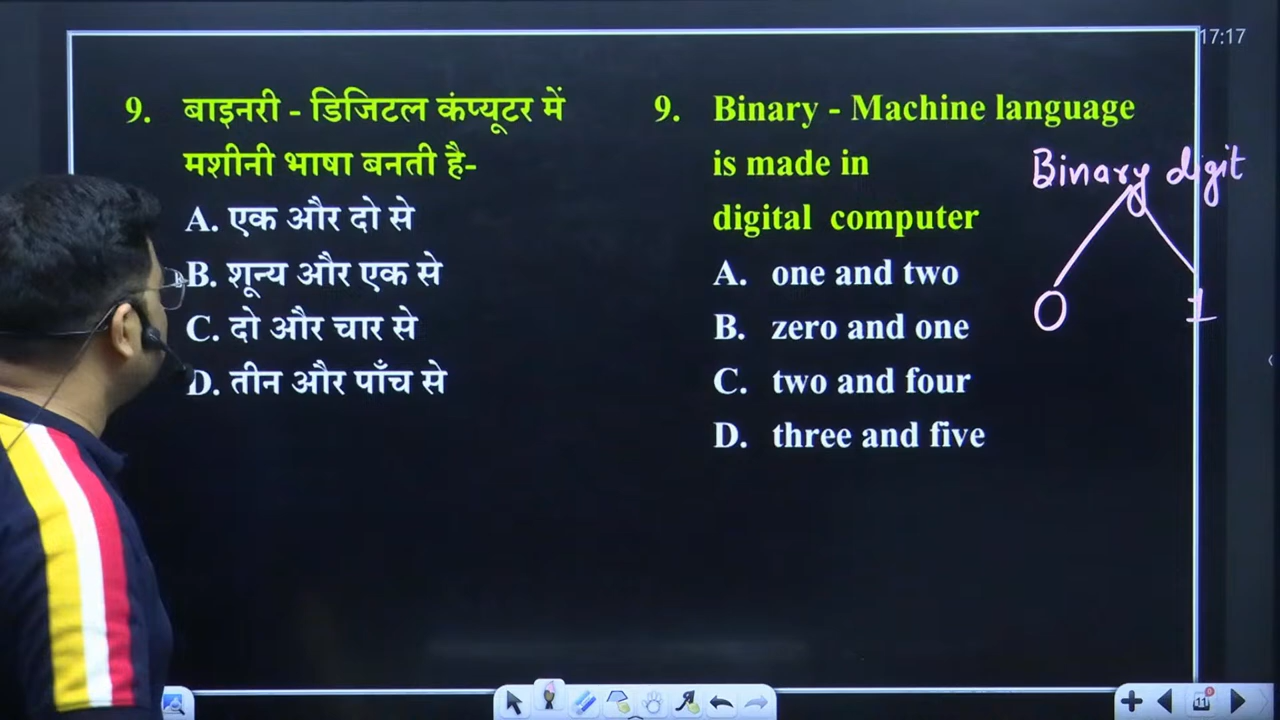 17:17
9. बाइनरी - डिजिटल कंप्यूटर में
मशीनी भाषा बनती है-
A. एक और दो से
B. शून्य और एक से
C. दो और चार से
D. तीन और पाँच से
9. Binary - Machine language
is made in
digital computer
A. one and two
B. zero and one
C. two and four
D. three and five
Binary digit
0 1
11